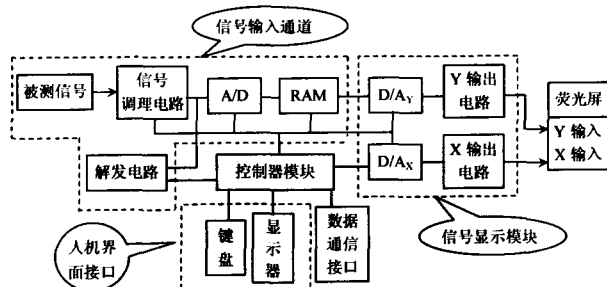 信号输入通道
被测信号
信号
调理电路
A/D
RAM
D/AY
Y 输出
电路
荧光屏
Y 输入
X 输入
解发电路
控制器模块
D/AX
X 输出
电路
人机界
面接口
键
盘
显
示
器
数据
通信
接口
信号显示模块